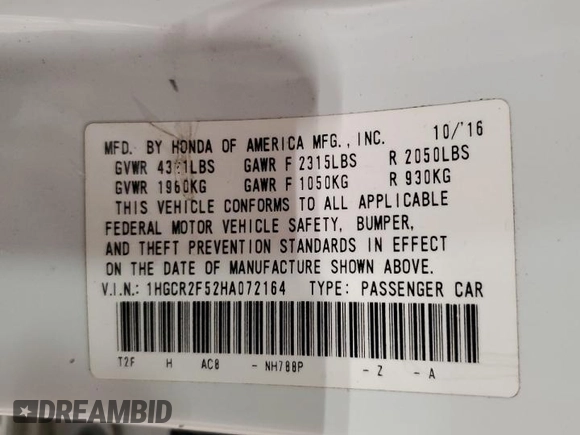 MFD. BY HONDA OF AMERICA MFG., INC. 10/'16
GVWR GAWR F 2315LBS R 2050LBS
GVWR 1960KG GAWR F 1050KG R 930KG
THIS VEHICLE CONFORMS TO ALL APPLICABLE
FEDERAL MOTOR VEHICLE SAFETY, BUMPER,
AND THEFT PREVENTION STANDARDS IN EFFECT
ON THE DATE OF MANUFACTURE SHOWN ABOVE.
V.I.N.: 1HGCR2F52HA072164 TYPE: PASSENGER CAR
T2F H AC8 - NH788P - Z - A
DREAMBID